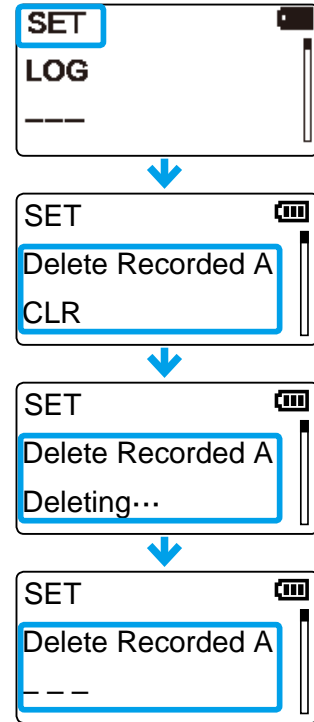 SET
LOG
---
SET
Delete Recorded A
CLR
SET
Delete Recorded A
Deleting···
SET
Delete Recorded A
– – –